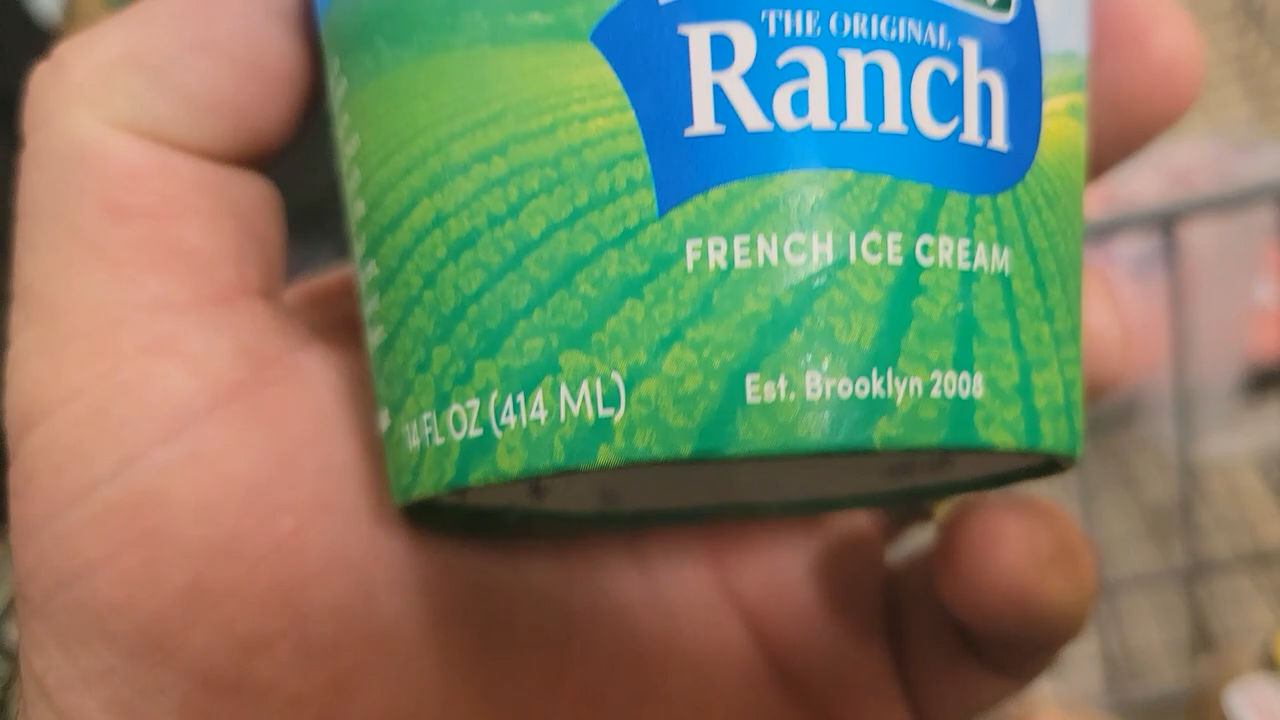 THE ORIGINAL
Ranch
FRENCH ICE CREAM
Est. Brooklyn 2008
14 FL OZ (414 ML)